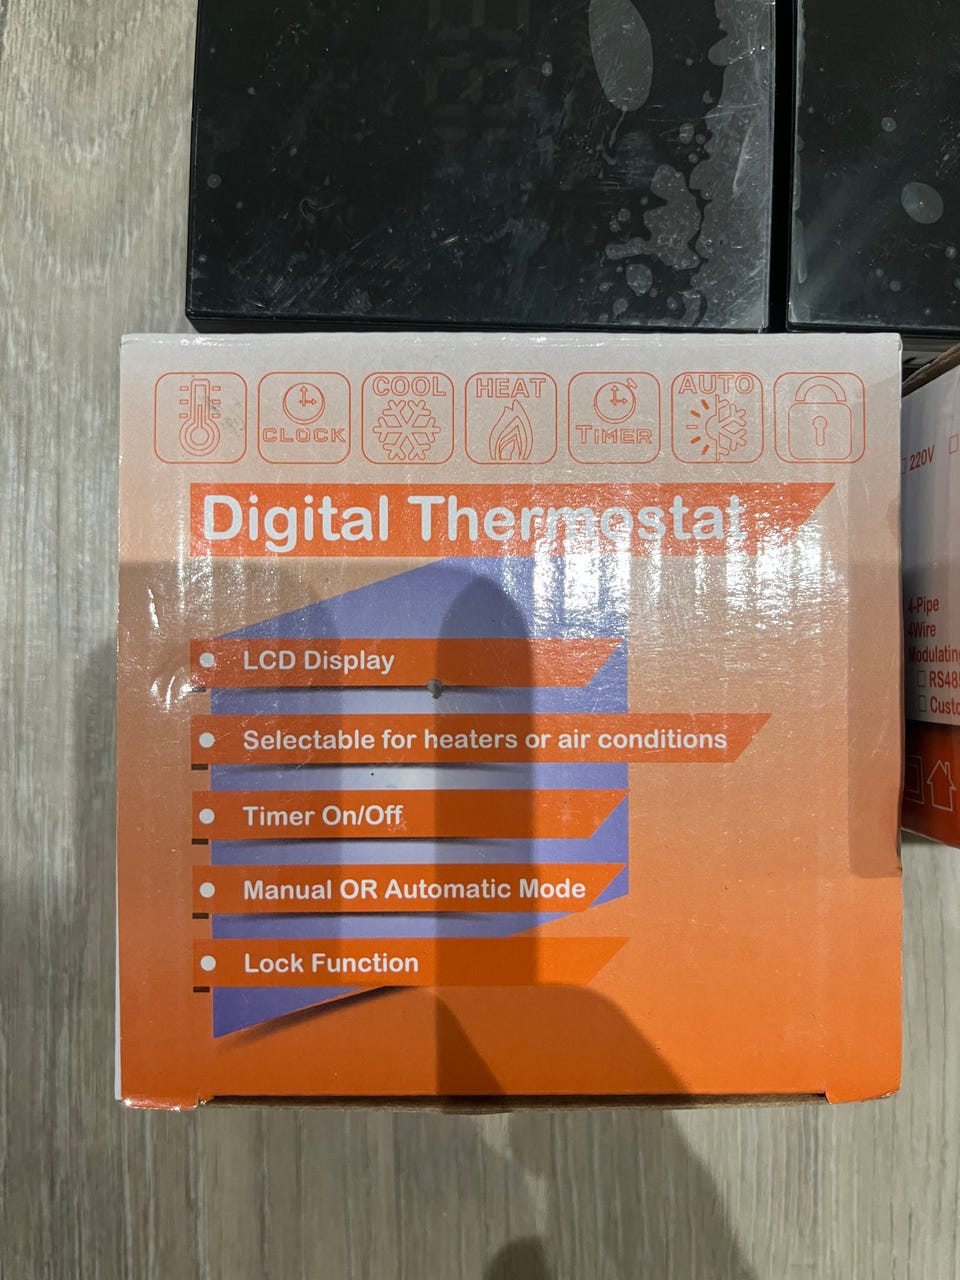 COOL
HEAT
AUTO
CLOCK
TiMER
Digital Thermostat
LCD Display
Selectable for heaters or air conditions
Timer On/Off
Manual OR Automatic Mode
Lock Function
220V
4-Pipe
4Wire